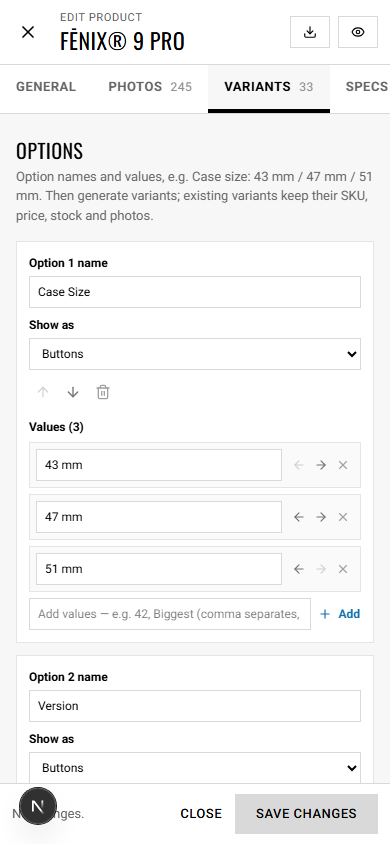 EDIT PRODUCT
FĒNIX® 9 PRO
GENERAL
PHOTOS 245
VARIANTS 33
SPECS
OPTIONS
Option names and values, e.g. Case size: 43 mm / 47 mm / 51
mm. Then generate variants; existing variants keep their SKU,
price, stock and photos.
Option 1 name
Case Size
Show as
Buttons
Values (3)
43 mm
47 mm
51 mm
Add values — e.g. 42, Biggest (comma separates,
Add
Option 2 name
Version
Show as
Buttons
N
CLOSE
SAVE CHANGES